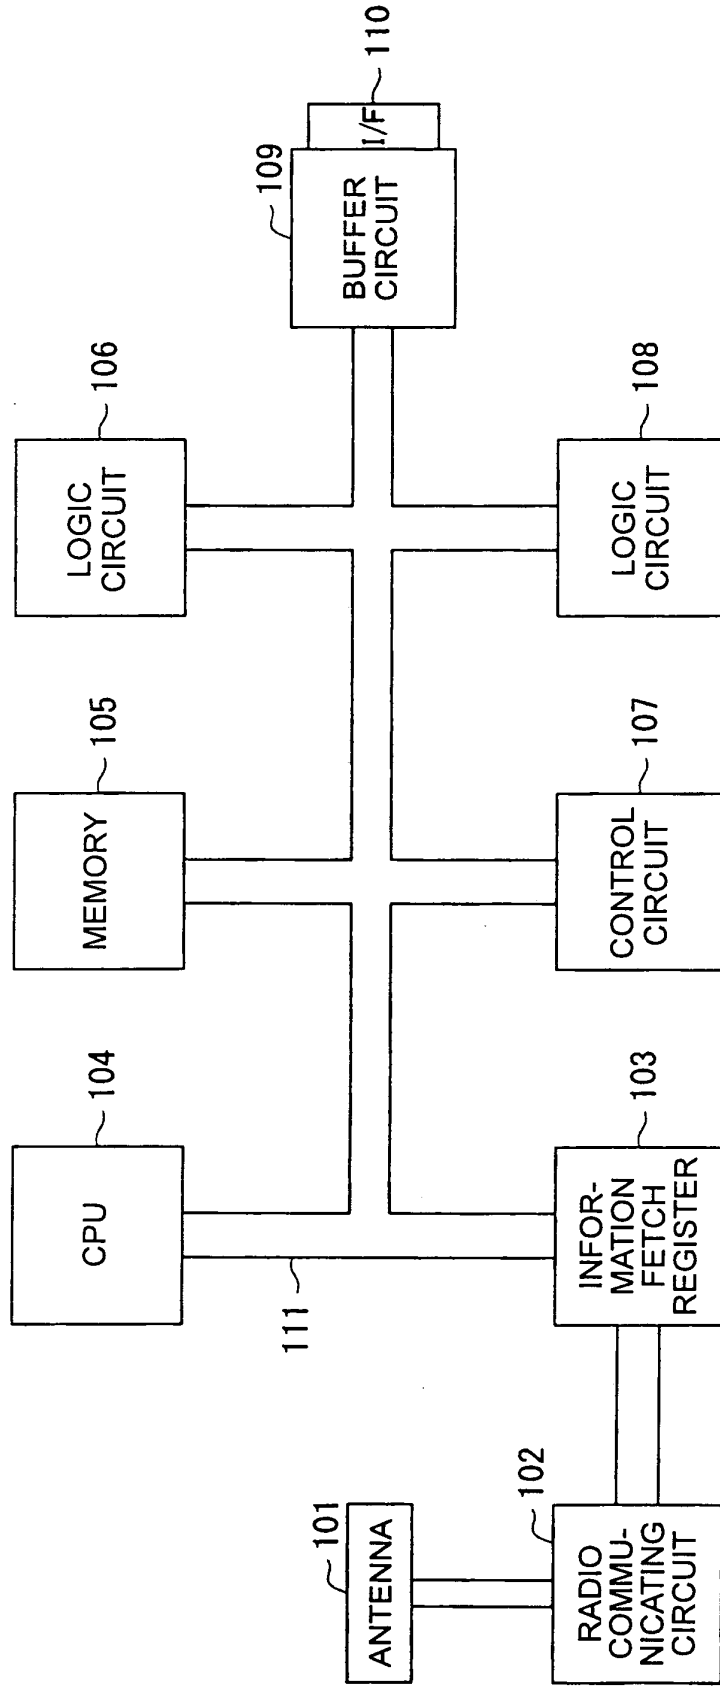 CPU
104
MEMORY
105
LOGIC
CIRCUIT
106
109
BUFFER
CIRCUIT
I/F
110
111
101
ANTENNA
102
RADIO
COMMU-
NICATING
CIRCUIT
INFOR-
MATION
FETCH
REGISTER
103
CONTROL
CIRCUIT
107
LOGIC
CIRCUIT
108